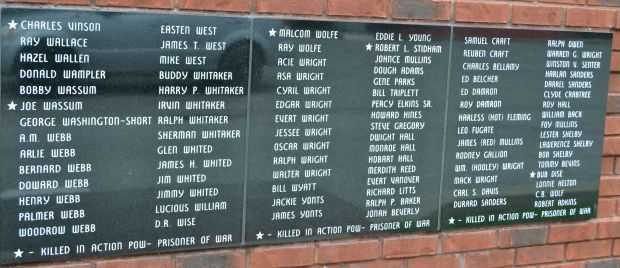 ★ CHARLES VINSON
RAY WALLACE
HAZEL WALLEN
DONALD WAMPLER
BOBBY WASSUM
★ JOE WASSUM
GEORGE WASHINGTON-SHORT
A.M. WEBB
ARLIE WEBB
BERNARD WEBB
DOWARD WEBB
HENRY WEBB
PALMER WEBB
WOODROW WEBB
EASTEN WEST
JAMES T. WEST
MIKE WEST
BUDDY WHITAKER
HARRY P. WHITAKER
IRVIN WHITAKER
RALPH WHITAKER
SHERMAN WHITAKER
GLEN WHITED
JAMES H. WHITED
JIM WHITED
JIMMY WHITED
LUCIOUS WILLIAM
D.R. WISE
★ - KILLED IN ACTION POW- PRISONER OF WAR
★ MALCOM WOLFE
RAY WOLFE
ACIE WRIGHT
ASA WRIGHT
CYRIL WRIGHT
EDGAR WRIGHT
EVERT WRIGHT
JESSEE WRIGHT
OSCAR WRIGHT
RALPH WRIGHT
WALTER WRIGHT
BILL WYATT
JACKIE YONTS
JAMES YONTS
EDDIE L. YOUNG
★ ROBERT L. STIDHAM
JOHNCE MULLINS
DOUGH ADAMS
GENE PARKS
BILL TRIPLETT
PERCY ELKINS SR.
HOWARD HINES
STEVE GREGORY
DWIGHT HALL
MONROE HALL
HOBART HALL
EVERT VANOVER
RICHARD LITTS
RALPH P. BAKER
JONAH BEVERLY
★ - KILLED IN ACTION POW- PRISONER OF WAR
SAMUEL CRAFT
REUBEN CRAFT
CHARLES BELLAMY
ED BELCHER
ED DAMRON
ROY DAMRON
HARLESS (HOT) FLEMING
LEO FUGATE
JAMES (RED) MULLINS
RODNEY GALLION
WM. (HOOLEY) WRIGHT
MACK WRIGHT
CARL S. DAVIS
DURARD SANDERS
RALPH OWEN
WARREN G. WRIGHT
WINSTON V. SENTER
HARLAN SANDERS
DARREL SANDERS
CLYDE CRABTREE
ROY HALL
WILLIAM BACK
FOY MULLINS
LESTER SHELBY
LAWERENCE SHELBY
BOB SHELBY
TOMMY BEVINS
★ DUB DISE
LONNIE HELTON
C.B. WOLF
ROBERT ADKINS
★ - KILLED IN ACTION POW- PRISONER OF WAR